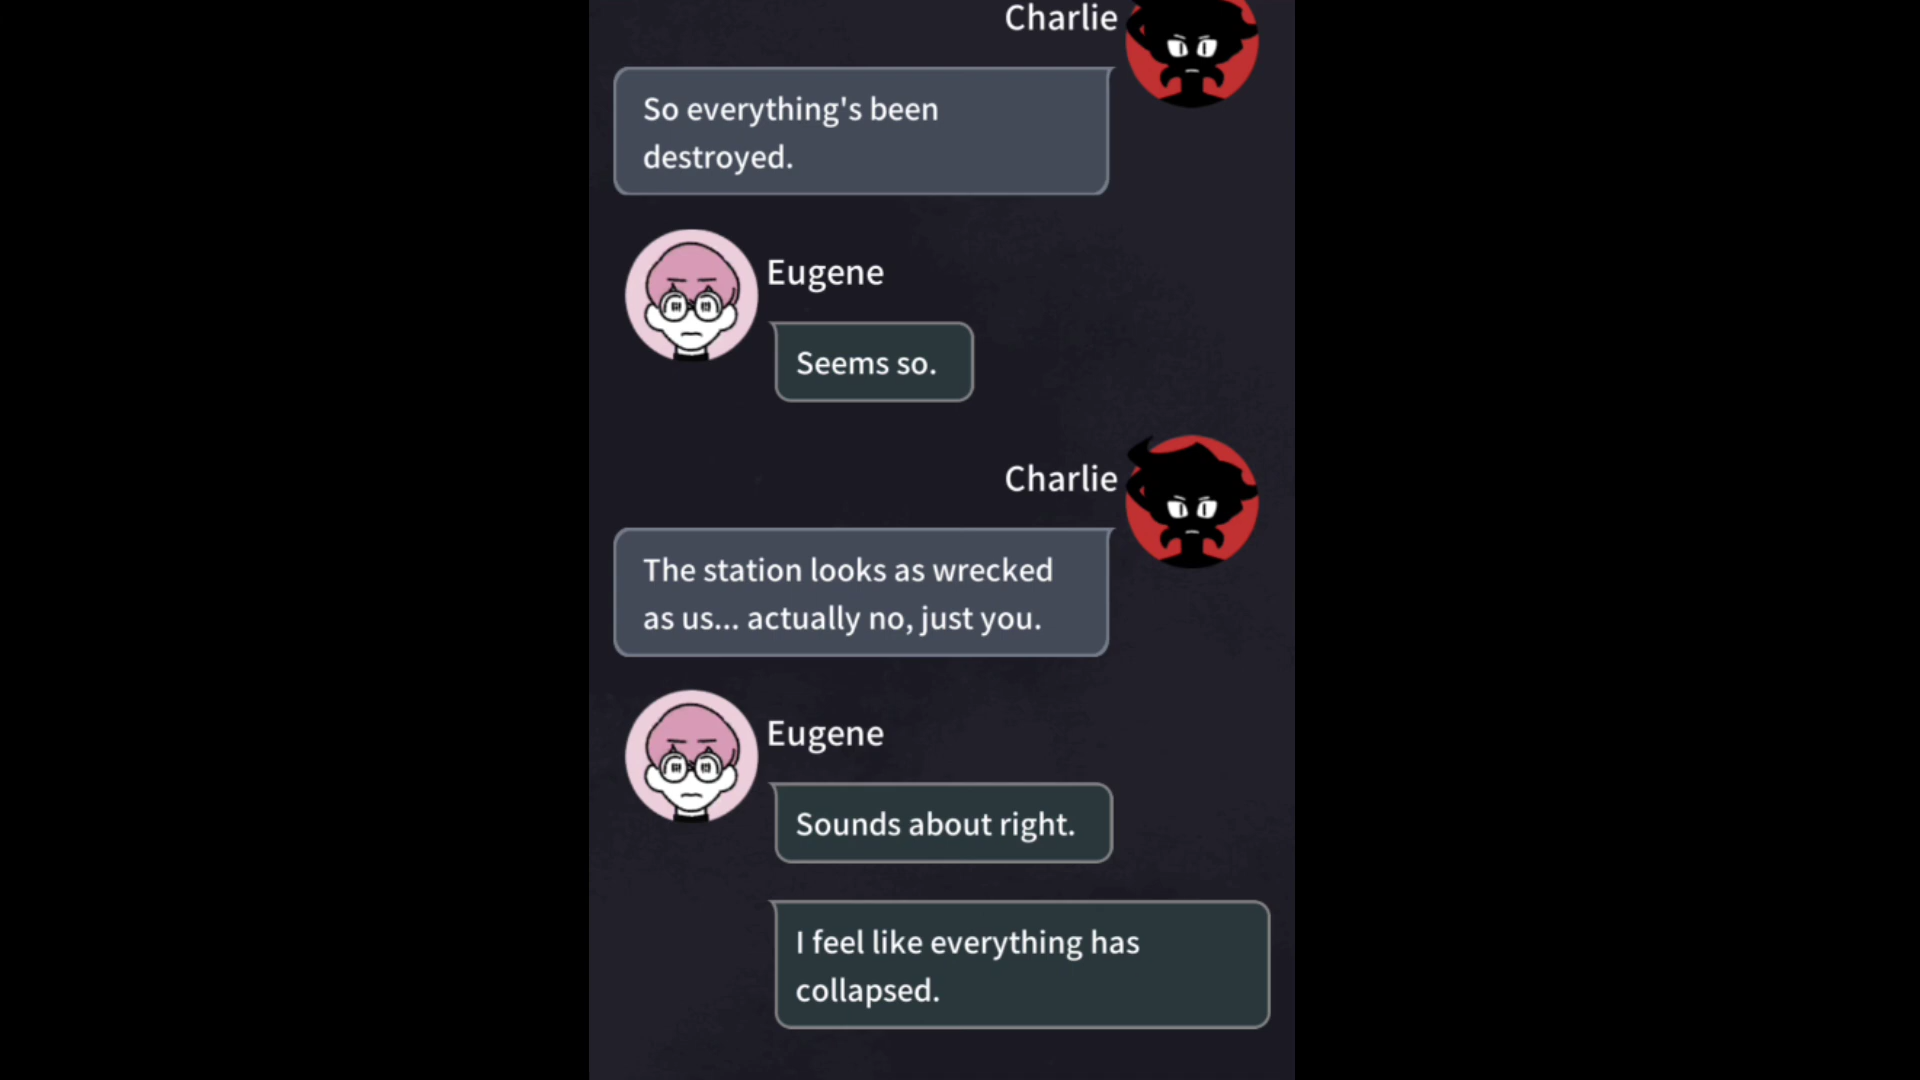 Charlie
So everything's been
destroyed.
Eugene
Seems so.
Charlie
The station looks as wrecked
as us... actually no, just you.
Eugene
Sounds about right.
I feel like everything has
collapsed.